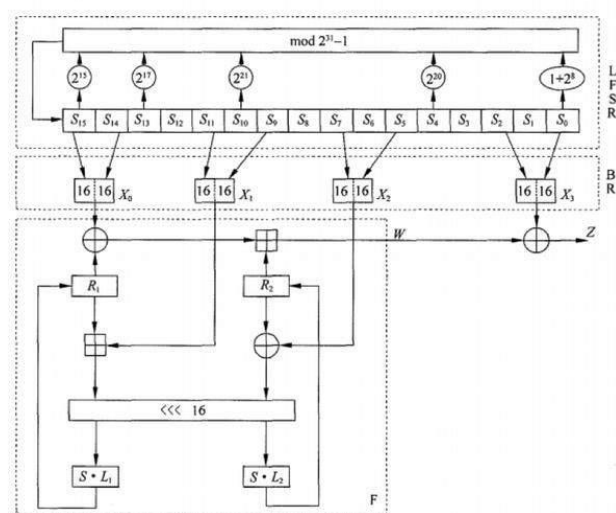 mod 2³¹−1
2¹⁵ 2¹⁷ 2²¹ 2²⁰ 1+2⁸
S₁₅ S₁₄ S₁₃ S₁₂ S₁₁ S₁₀ S₉ S₈ S₇ S₆ S₅ S₄ S₃ S₂ S₁ S₀
L
F
S
R
16 16 X₀ 16 16 X₁ 16 16 X₂ 16 16 X₃
B
R
W Z
R₁ R₂
<<< 16
S · L₁ S · L₂
F